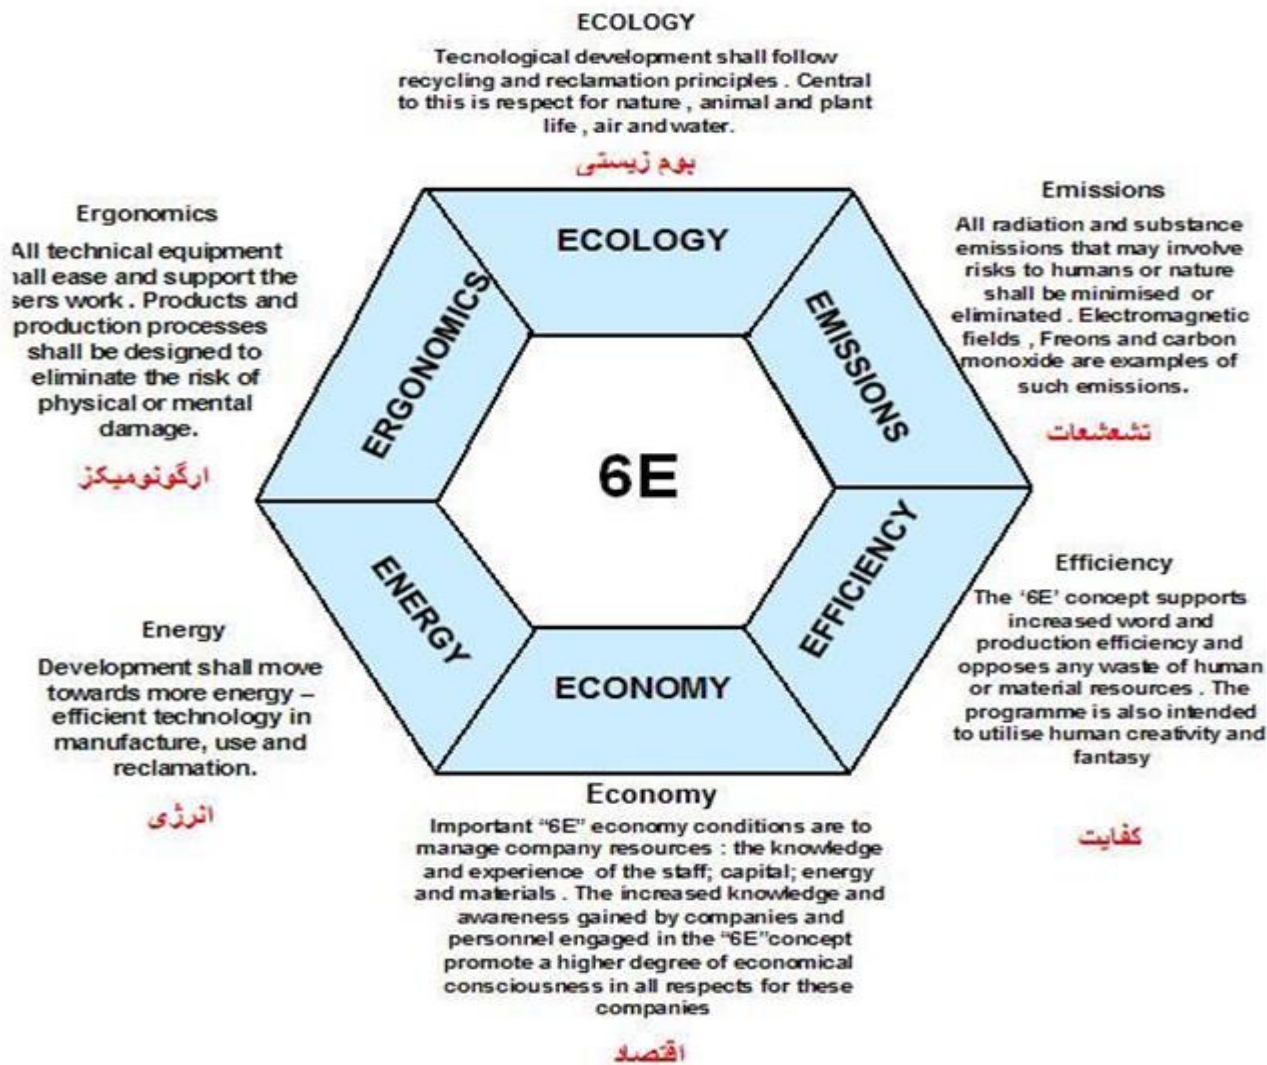 ECOLOGY
Tecnological development shall follow
recycling and reclamation principles . Central
to this is respect for nature , animal and plant
life , air and water.
بوم زیستی
Emissions
All radiation and substance
emissions that may involve
risks to humans or nature
shall be minimised or
eliminated . Electromagnetic
fields , Freons and carbon
monoxide are examples of
such emissions.
تشعشعات
Efficiency
The ‘6E’ concept supports
increased word and
production efficiency and
opposes any waste of human
or material resources . The
programme is also intended
to utilise human creativity and
fantasy
کفایت
Economy
Important “6E” economy conditions are to
manage company resources : the knowledge
and experience of the staff; capital; energy
and materials . The increased knowledge and
awareness gained by companies and
personnel engaged in the “6E”concept
promote a higher degree of economical
consciousness in all respects for these
companies
اقتصاد
Energy
Development shall move
towards more energy –
efficient technology in
manufacture, use and
reclamation.
انرژی
Ergonomics
All technical equipment
hall ease and support the
sers work . Products and
production processes
shall be designed to
eliminate the risk of
physical or mental
damage.
ارگونومیکز
ECOLOGY
EMISSIONS
EFFICIENCY
ECONOMY
ENERGY
ERGONOMICS
6E